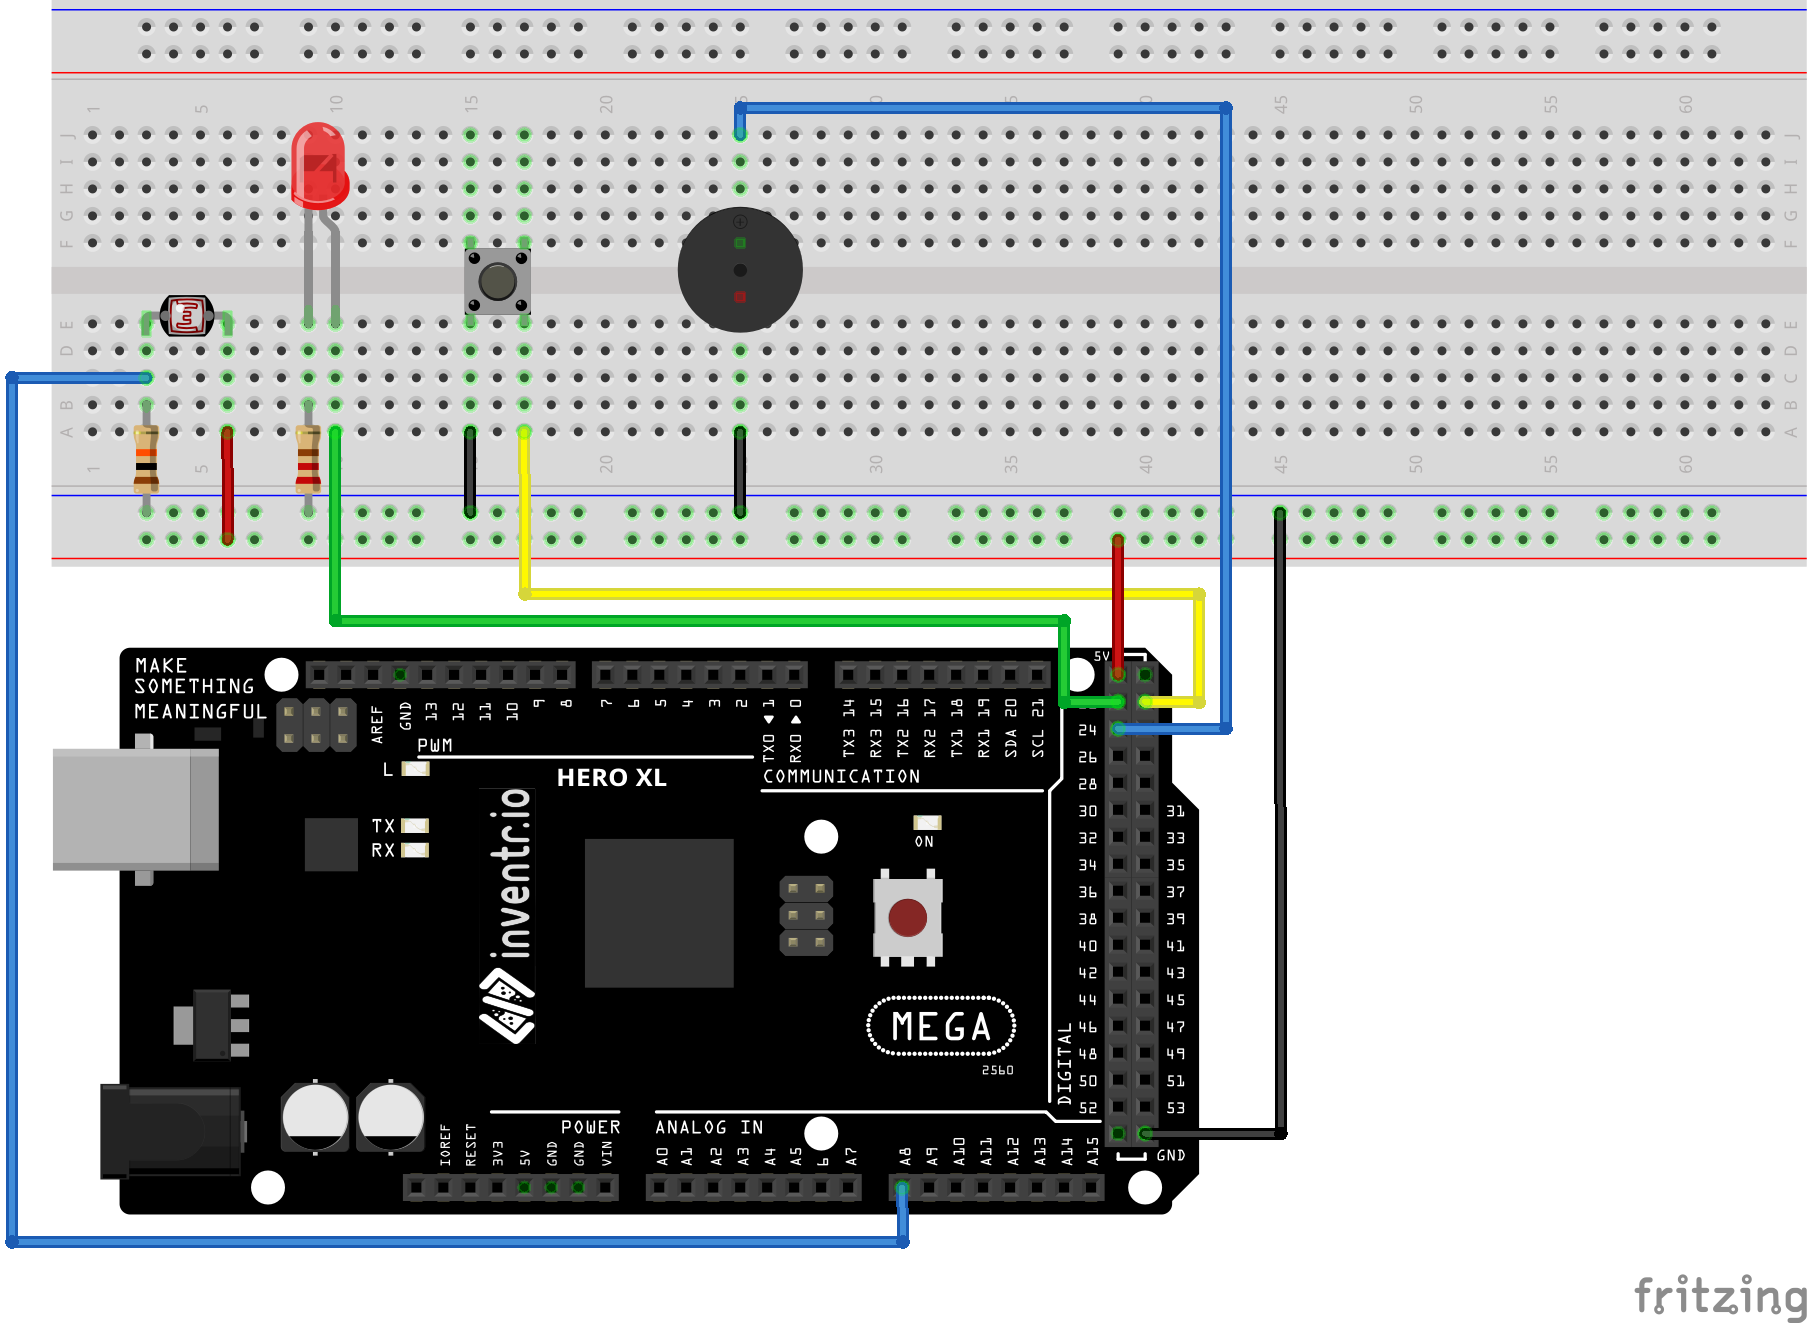 1 5 10 15 20 30 40 45 50 55 60
J J
I I
H H
G G
F F
E E
D D
C C
B B
A A
1 5 20 30 35 40 45 50 55 60
MAKE
SOMETHING
MEANINGFUL
5V
AREF GND 13 12 11 10 9 8 7 6 5 4 3 2 TX0 1 RX0 0 TX3 14 RX3 15 TX2 16 RX2 17 TX1 18 RX1 19 SDA 20 SCL 21
PWM
COMMUNICATION
L
HERO XL
TX
RX
inventr.io
ON
MEGA
2560
DIGITAL
24
26
28
30 31
32 33
34 35
36 37
38 39
40 41
42 43
44 45
46 47
48 49
50 51
52 53
GND
POWER
ANALOG IN
IOREF RESET 3V3 5V GND GND VIN A0 A1 A2 A3 A4 A5 6 A7 A8 A9 A10 A11 A12 A13 A14 A15
fritzing